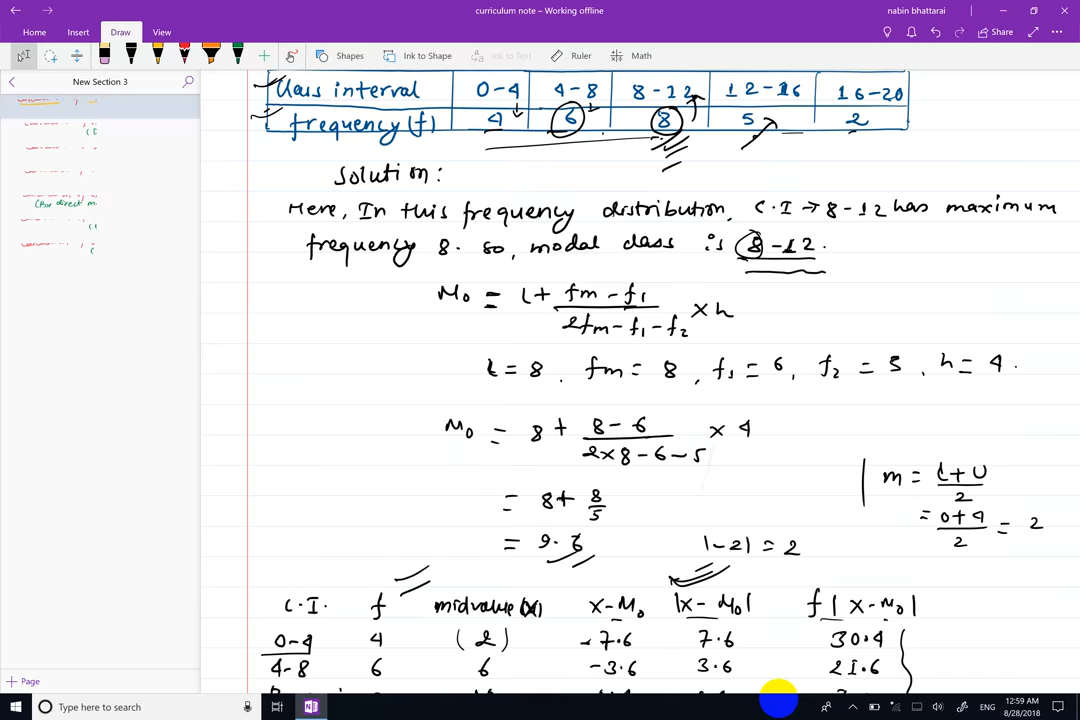 curriculum note – Working offline
nabin bhattarai
Home Insert Draw View
Share
Shapes Ink to Shape Ink to Text Ruler Math
New Section 3
Class interval 0-4 4-8 8-12 12-16 16-20
frequency (f) 4 6 8 5 2
Solution:
Here, In this frequency distribution, C.I → 8-12 has maximum
frequency 8. so, modal class is 8-12.
M₀ = l + (fm - f₁)/(2fm - f₁ - f₂) × h
l = 8 , fm = 8 , f₁ = 6, f₂ = 5 , h = 4 .
M₀ = 8 + (8 - 6)/(2×8 - 6 - 5) × 4
m = (L+U)/2
= 8 + 8/5
= (0+4)/2 = 2
= 9.6
|-2| = 2
C.I. f midvalue (x) x - M₀ |x - M₀| f|x - M₀|
0-4 4 (2) -7.6 7.6 30.4
4-8 6 6 -3.6 3.6 21.6
Page
Type here to search
ENG
12:59 AM
8/28/2018